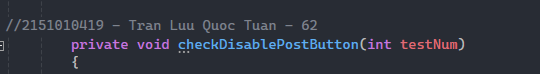 //2151010419 - Tran Luu Quoc Tuan - 62
private void checkDisablePostButton(int testNum)
{